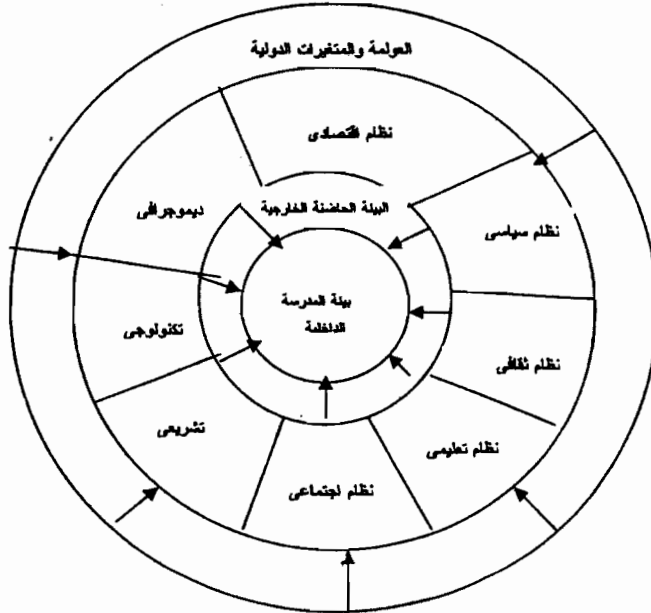 العولمة والمتغيرات الدولية
نظام اقتصادى
البيئة الحاضنة الخارجية
ديموجرافى
نظام سياسى
بيئة المدرسة
الداخلية
تكنولوجى
نظام ثقافى
تشريعى
نظام تعليمى
نظام اجتماعى